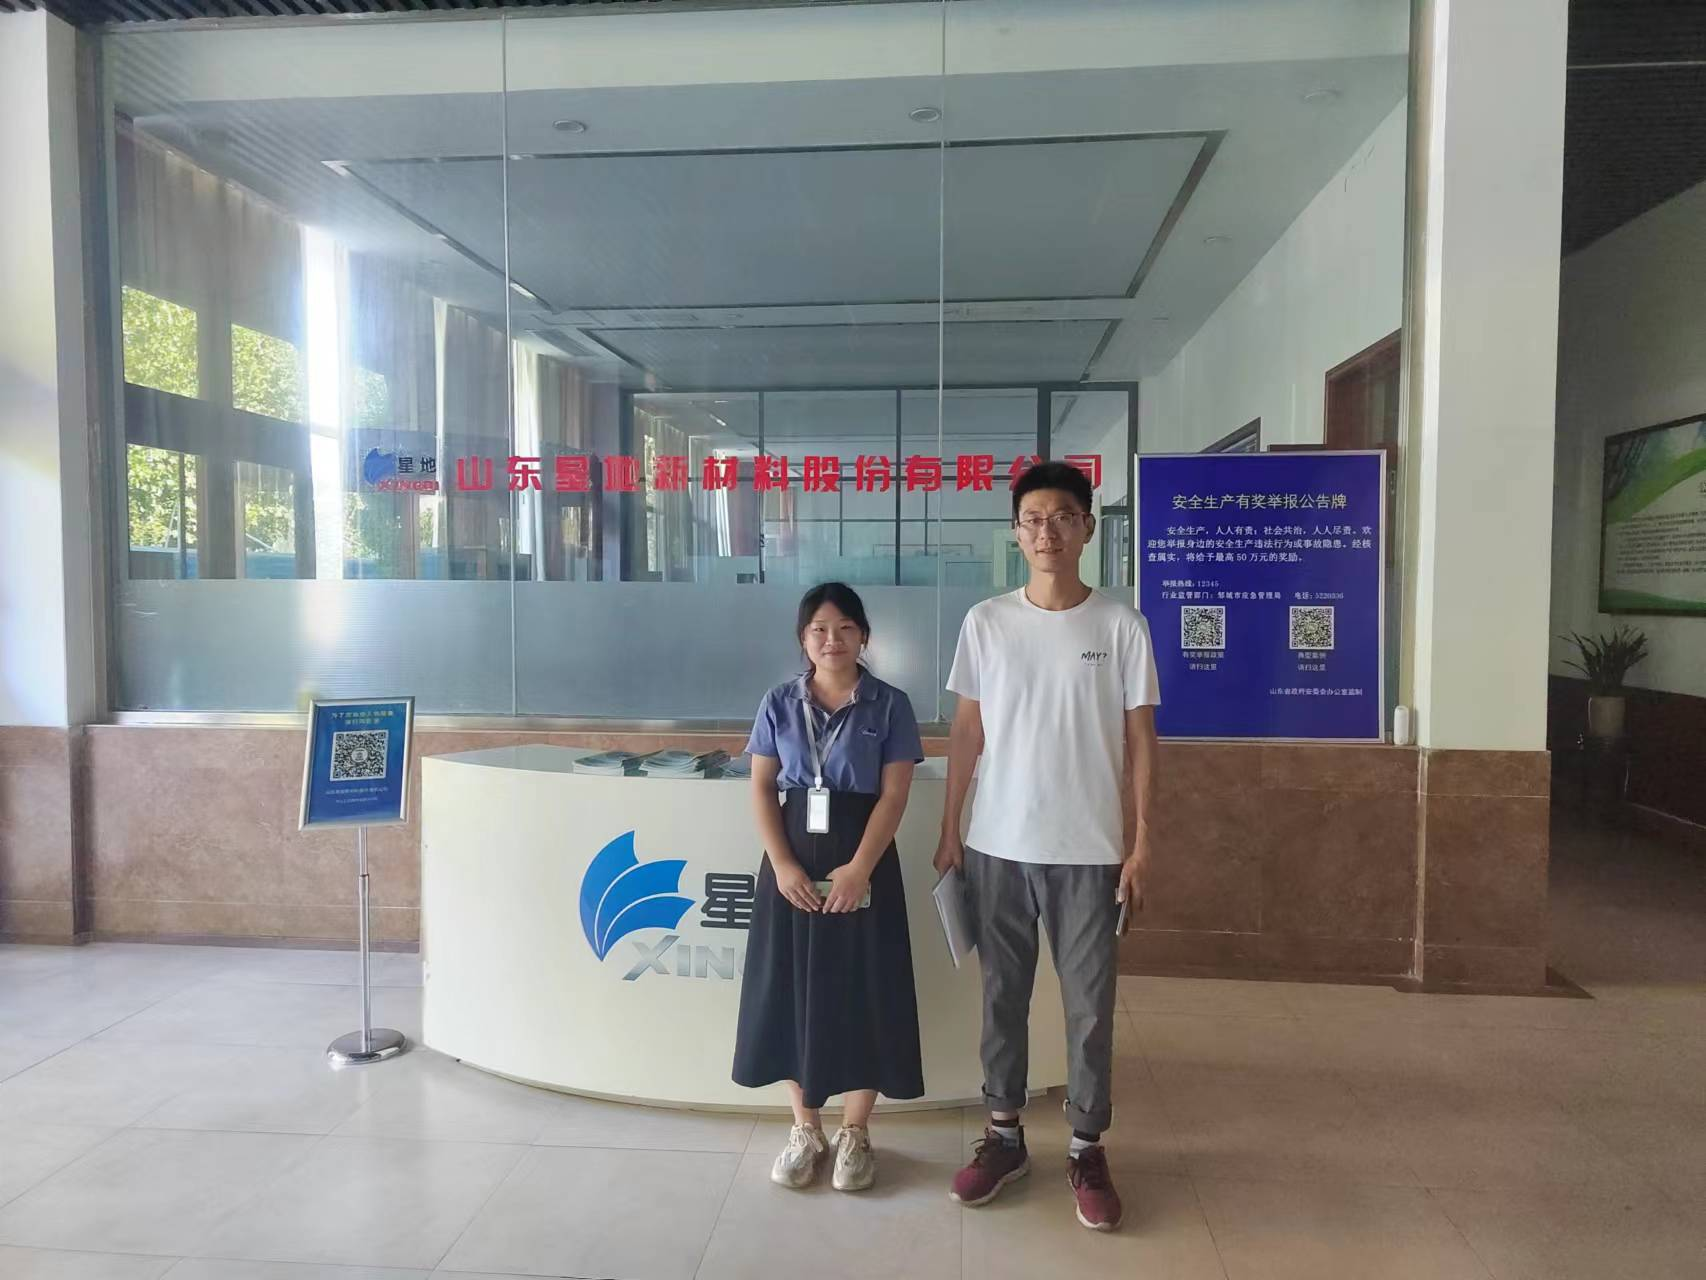 星地
XINGDI
山东星地新材料股份有限公司
安全生产有奖举报公告牌
安全生产，人人有责；社会共治，人人尽责。欢
迎您举报身边的安全生产违法行为或事故隐患。经核
查属实，将给予最高50万元的奖励。
举报热线：12345
行业监管部门：邹城市应急管理局 电话：5220336
有奖举报政策
请扫这里
典型案例
请扫这里
山东省政府安委会办公室监制
MAY?
星
XING